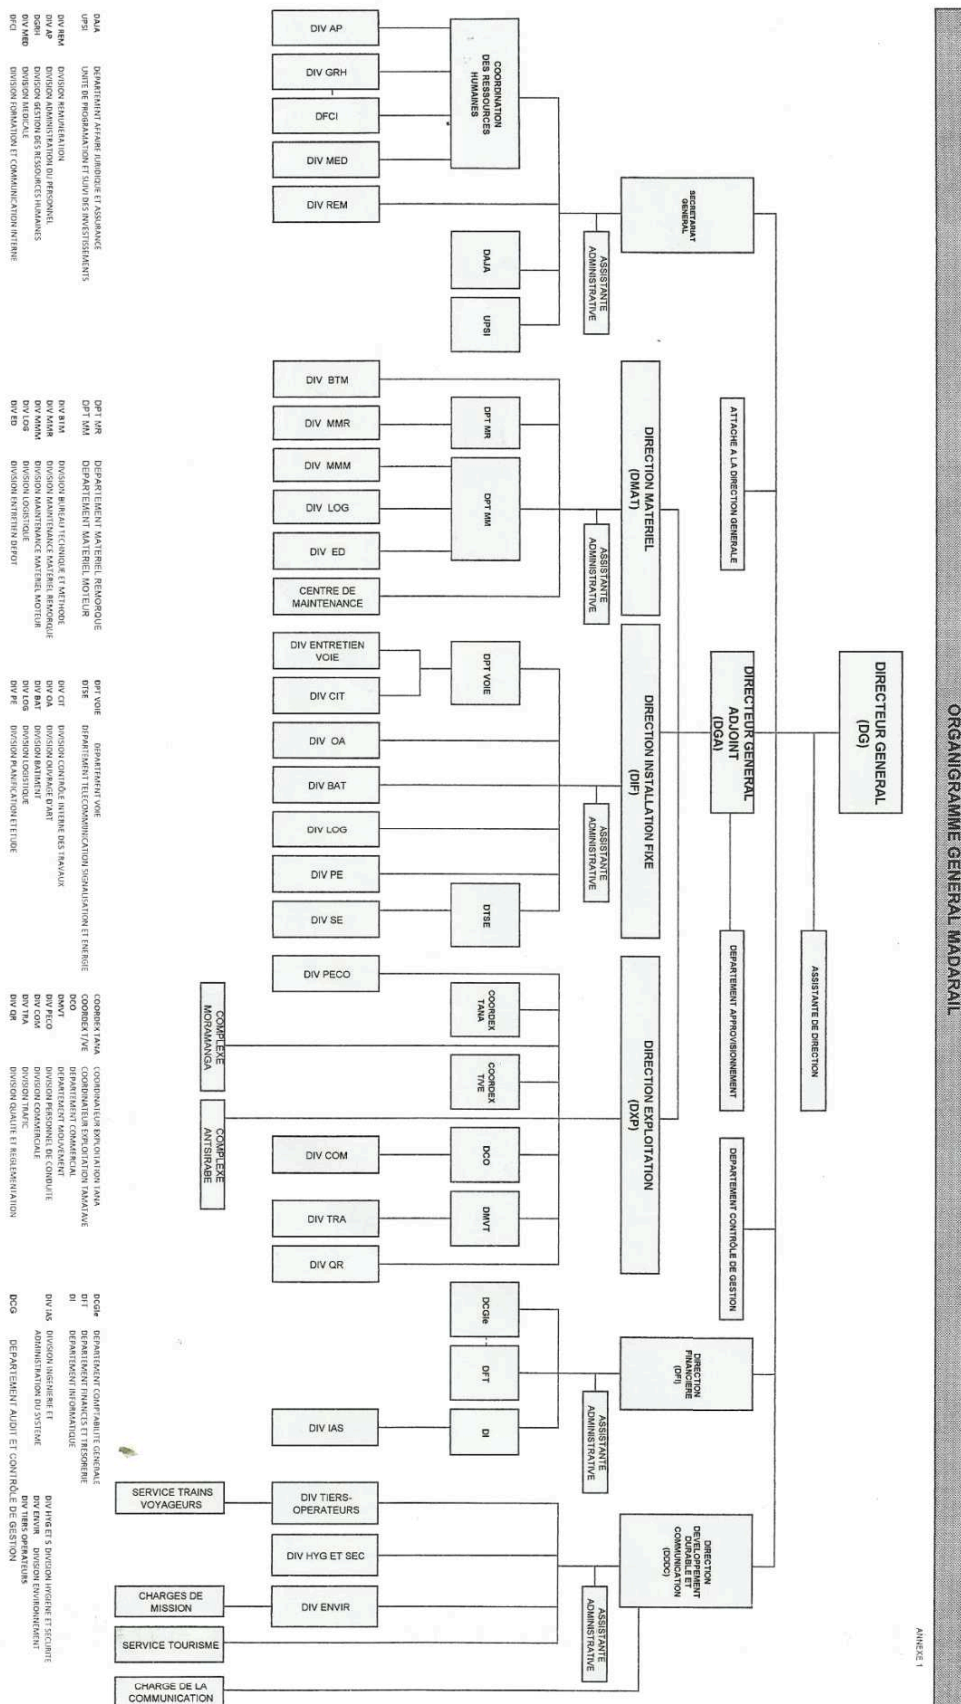 ORGANIGRAMME GENERAL MADARAIL
ANNEXE 1
DIRECTEUR GENERAL
(DG)
ASSISTANTE DE DIRECTION
DIRECTEUR GENERAL
ADJOINT
(DGA)
ATTACHE A LA DIRECTION GENERALE
DEPARTEMENT APPROVISIONNEMENT
DEPARTEMENT CONTRÔLE DE GESTION
SECRETARIAT
GENERAL
DIRECTION MATERIEL
(DMAT)
DIRECTION INSTALLATION FIXE
(DIF)
DIRECTION EXPLOITATION
(DXP)
DIRECTION
FINANCIERE
(DFI)
DIRECTION
DEVELOPPEMENT
DURABLE ET
COMMUNICATION
(DDDC)
ASSISTANTE
ADMINISTRATIVE
ASSISTANTE
ADMINISTRATIVE
ASSISTANTE
ADMINISTRATIVE
ASSISTANTE
ADMINISTRATIVE
ASSISTANTE
ADMINISTRATIVE
COORDINATION
DES RESSOURCES
HUMAINES
DAJA
UPSI
DPT MR
DPT MM
DPT VOIE
DTSE
COORDEX
TANA
COORDEX
T/VE
DCO
DMVT
DCGle
DFT
DI
DIV AP
DIV GRH
DFCI
DIV MED
DIV REM
DIV BTM
DIV MMR
DIV MMM
DIV LOG
DIV ED
CENTRE DE
MAINTENANCE
DIV ENTRETIEN
VOIE
DIV CIT
DIV OA
DIV BAT
DIV LOG
DIV PE
DIV SE
DIV PECO
DIV COM
DIV TRA
DIV QR
DIV IAS
DIV TIERS-
OPERATEURS
DIV HYG ET SEC
DIV ENVIR
COMPLEXE
MORAMANGA
COMPLEXE
ANTSIRABE
SERVICE TRAINS
VOYAGEURS
CHARGES DE
MISSION
SERVICE TOURISME
CHARGE DE LA
COMMUNICATION
DAJA DEPARTEMENT AFFAIRE JURIDIQUE ET ASSURANCE
UPSI UNITE DE PROGRAMATION ET SUIVI DES INVESTISSEMENTS
DIV REM DIVISION REMUNERATION
DIV AP DIVISION ADMINISTRATION DU PERSONNEL
DGRH DIVISION GESTION DES RESSOURCES HUMAINES
DIV MED DIVISION MEDICALE
DFCI DIVISION FORMATION ET COMMUNICATION INTERNE
DPT MR DEPARTEMENT MATERIEL REMORQUE
DPT MM DEPARTEMENT MATERIEL MOTEUR
DIV BTM DIVISION BUREAU TECHNIQUE ET METHODE
DIV MMR DIVISION MAINTENANCE MATERIEL REMORQUE
DIV MMM DIVISION MAINTENANCE MATERIEL MOTEUR
DIV LOG DIVISION LOGISTIQUE
DIV ED DIVISION ENTRETIEN DEPOT
DPT VOIE DEPARTEMENT VOIE
DTSE DEPARTEMENT TELECOMMUNICATION SIGNALISATION ET ENERGIE
DIV CIT DIVISION CONTRÔLE INTERNE DES TRAVAUX
DIV OA DIVISION OUVRAGE D'ART
DIV BAT DIVISION BATIMENT
DIV LOG DIVISION LOGISTIQUE
DIV PE DIVISION PLANIFICATION ET ETUDE
COORDEX TANA COORDINATEUR EXPLOITATION TANA
COORDEX T/VE COORDINATEUR EXPLOITATION TAMATAVE
DCO DEPARTEMENT COMMERCIAL
DMVT DEPARTEMENT MOUVEMENT
DIV PECO DIVISION PERSONNEL DE CONDUITE
DIV COM DIVISION COMMERCIALE
DIV TRA DIVISION TRAFIC
DIV QR DIVISION QUALITE ET REGLEMENTATION
DCGle DEPARTEMENT COMPTABILITE GENERALE
DFT DEPARTEMENT FINANCES ET TRESORERIE
DI DEPARTEMENT INFORMATIQUE
DIV IAS DIVISION INGENIERIE ET
ADMINISTRATION DU SYSTEME
DCG DEPARTEMENT AUDIT ET CONTRÔLE DE GESTION
DIV HYG ET S DIVISION HYGIENE ET SECURITE
DIV ENVIR DIVISION ENVIRONNEMENT
DIV TIERS OPERATEURS